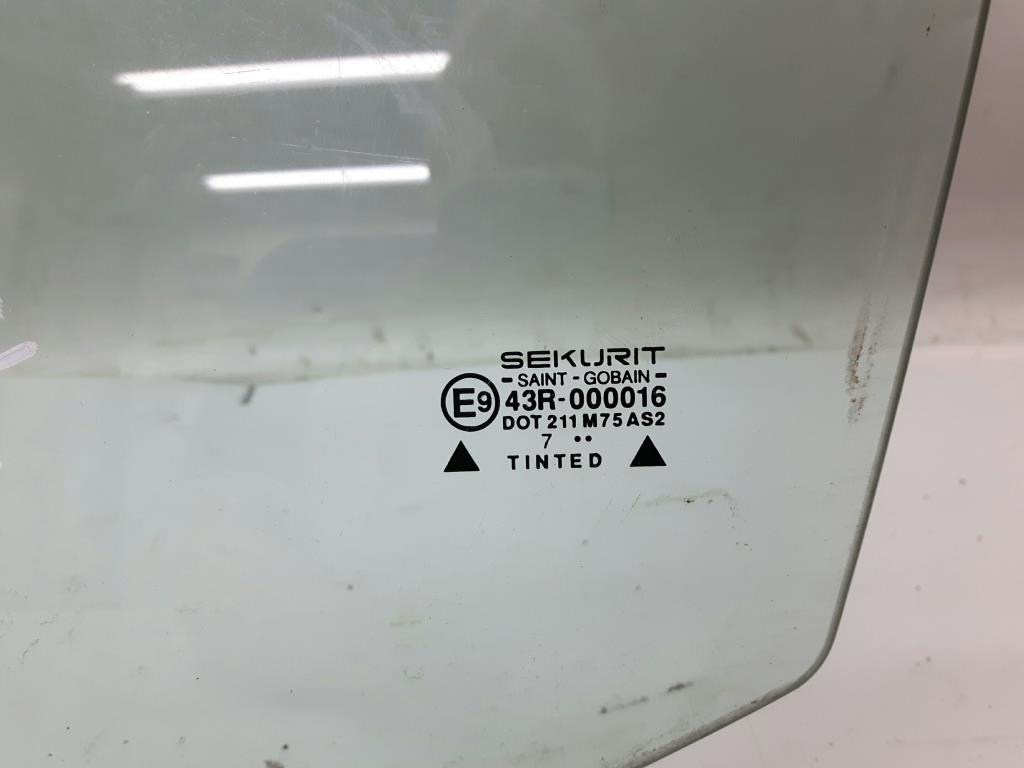 SEKURIT
- SAINT - GOBAIN -
E9 43R-000016
DOT 211 M75 AS2
7 ••
TINTED